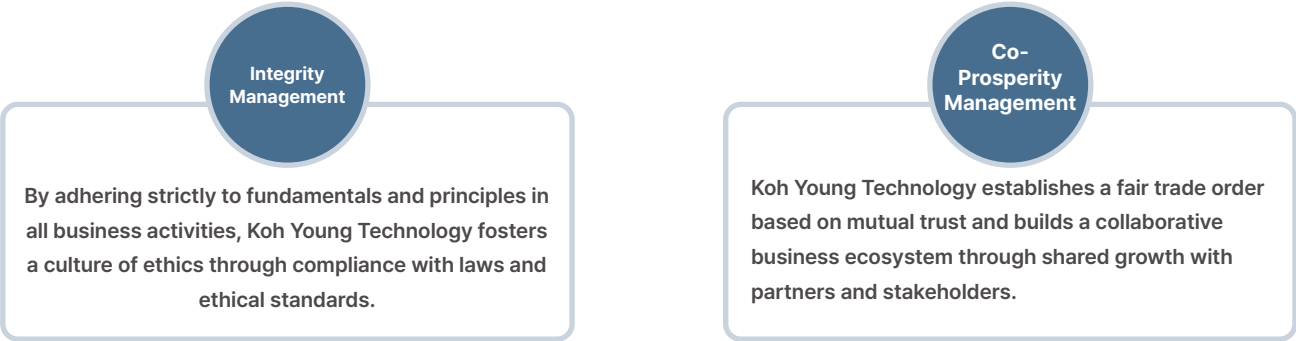 Integrity
Management
By adhering strictly to fundamentals and principles in
all business activities, Koh Young Technology fosters
a culture of ethics through compliance with laws and
ethical standards.
Co-
Prosperity
Management
Koh Young Technology establishes a fair trade order
based on mutual trust and builds a collaborative
business ecosystem through shared growth with
partners and stakeholders.